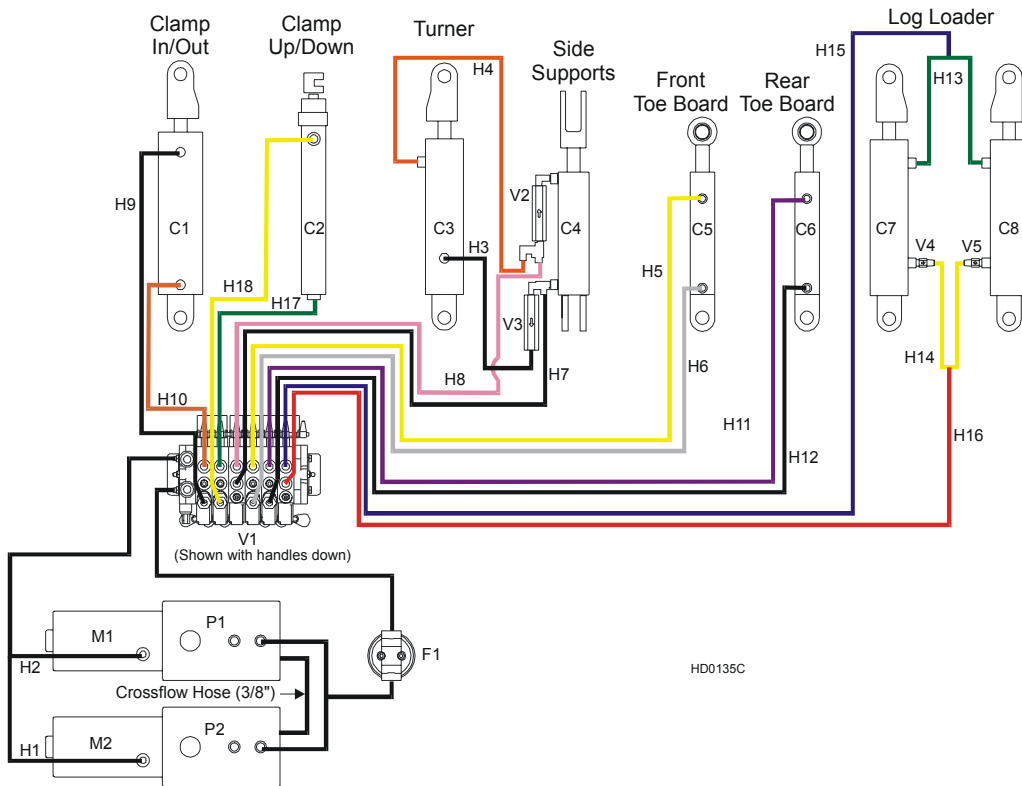 Clamp
In/Out
Clamp
Up/Down
Turner
Side
Supports
Front
Toe Board
Rear
Toe Board
Log Loader
H15
H4
H13
H9
V2
C1
C2
C3
C4
C5
C6
C7
C8
H3
V4
V5
H18
H5
H17
V3
H14
H8
H7
H6
H10
H11
H16
H12
V1
(Shown with handles down)
M1
P1
F1
H2
HD0135C
Crossflow Hose (3/8")
M2
P2
H1